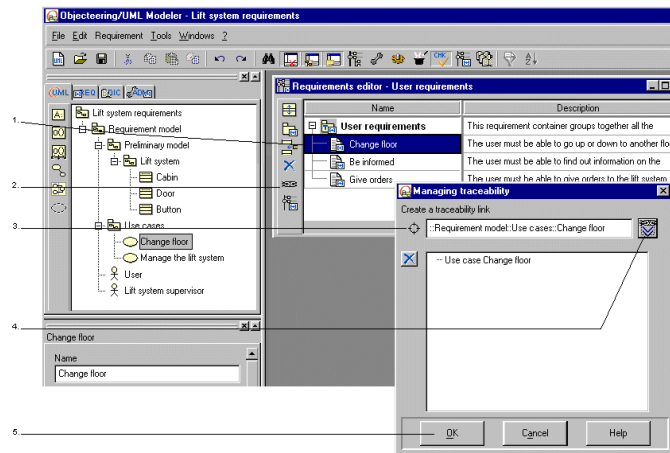 Objecteering/UML Modeler - Lift system requirements
File Edit Requirement Tools Windows ?
UML REQ
Lift system requirements
Requirement model
Preliminary model
Lift system
Cabin
Door
Button
Use cases
Change floor
Manage the lift system
User
Lift system supervisor
Change floor
Name
Change floor
Requirements editor - User requirements
Name Description
User requirements This requirement container groups together all the
Change floor The user must be able to go up or down to another flo
Be informed The user must be able to find out information on the
Give orders The user must be able to give orders to the lift system
Managing traceability
Create a traceability link
::Requirement model::Use cases::Change floor
-- Use case Change floor
OK Cancel Help
1.
2.
3.
4.
5.